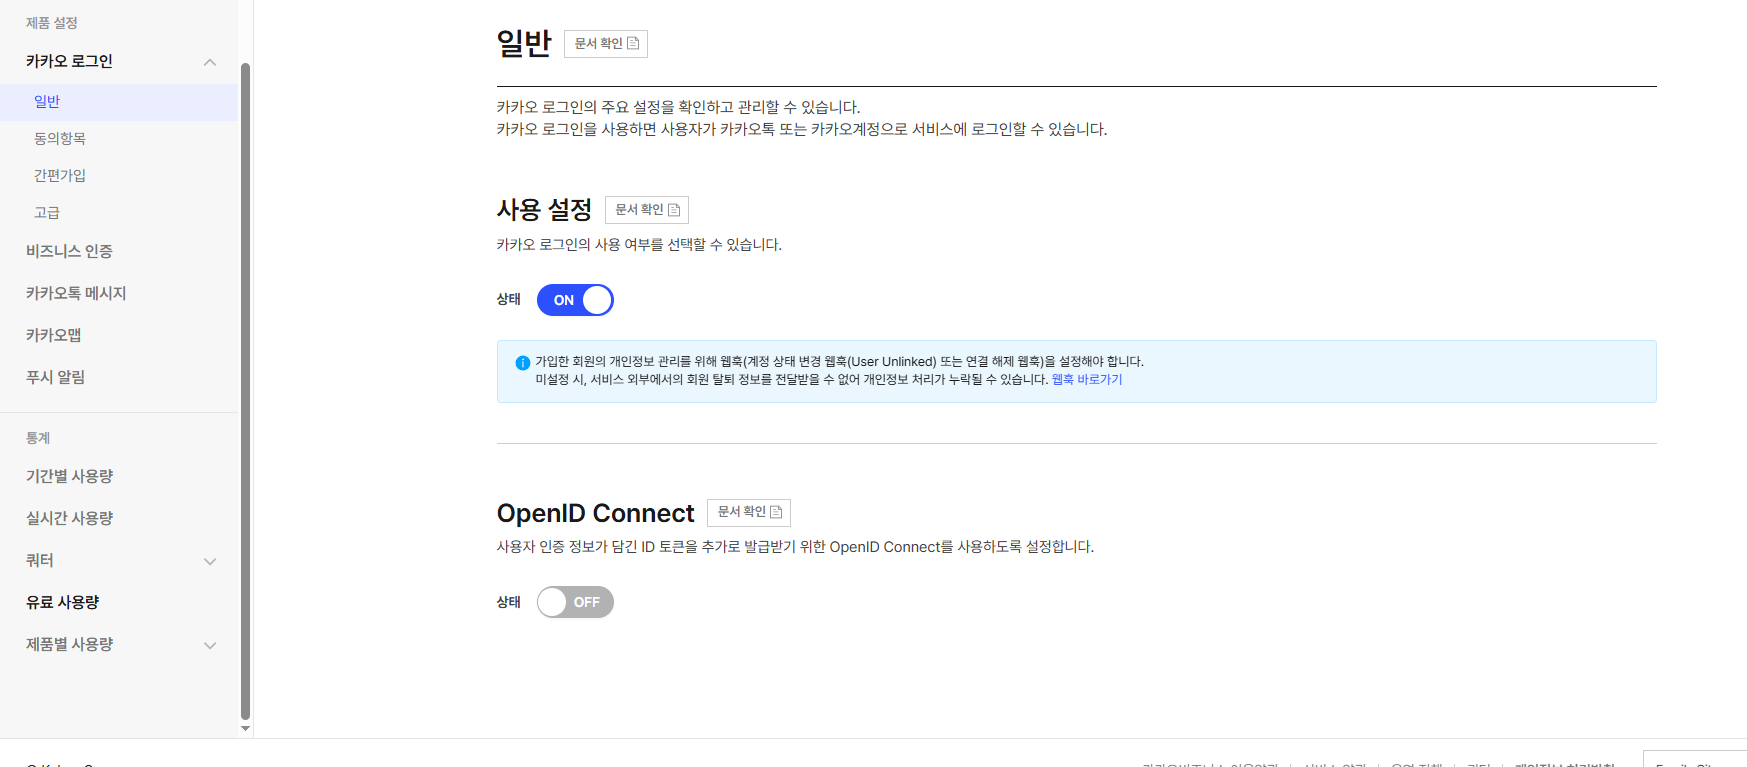 제품 설정
카카오 로그인
일반
동의항목
간편가입
고급
비즈니스 인증
카카오톡 메시지
카카오맵
푸시 알림
통계
기간별 사용량
실시간 사용량
쿼터
유료 사용량
제품별 사용량
일반 문서 확인
카카오 로그인의 주요 설정을 확인하고 관리할 수 있습니다.
카카오 로그인을 사용하면 사용자가 카카오톡 또는 카카오계정으로 서비스에 로그인할 수 있습니다.
사용 설정 문서 확인
카카오 로그인의 사용 여부를 선택할 수 있습니다.
상태 ON
가입한 회원의 개인정보 관리를 위해 웹훅(계정 상태 변경 웹훅(User Unlinked) 또는 연결 해제 웹훅)을 설정해야 합니다.
미설정 시, 서비스 외부에서의 회원 탈퇴 정보를 전달받을 수 없어 개인정보 처리가 누락될 수 있습니다. 웹훅 바로가기
OpenID Connect 문서 확인
사용자 인증 정보가 담긴 ID 토큰을 추가로 발급받기 위한 OpenID Connect를 사용하도록 설정합니다.
상태 OFF